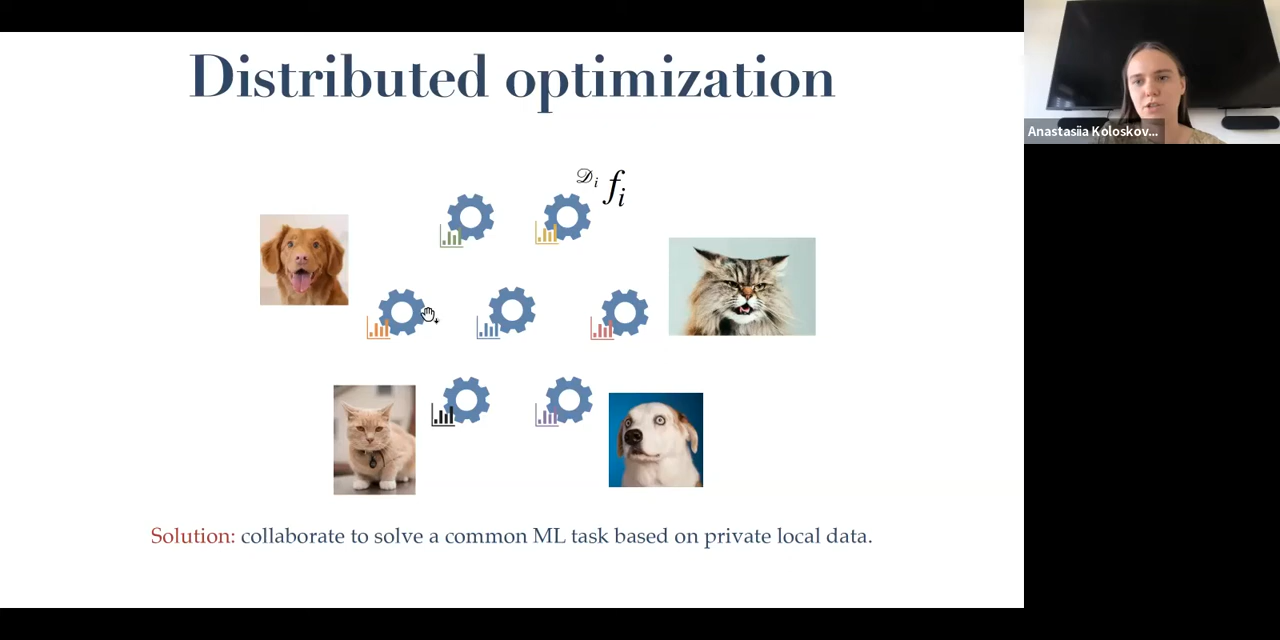 Distributed optimization
𝒟i fi
Anastasiia Koloskov...
Solution: collaborate to solve a common ML task based on private local data.